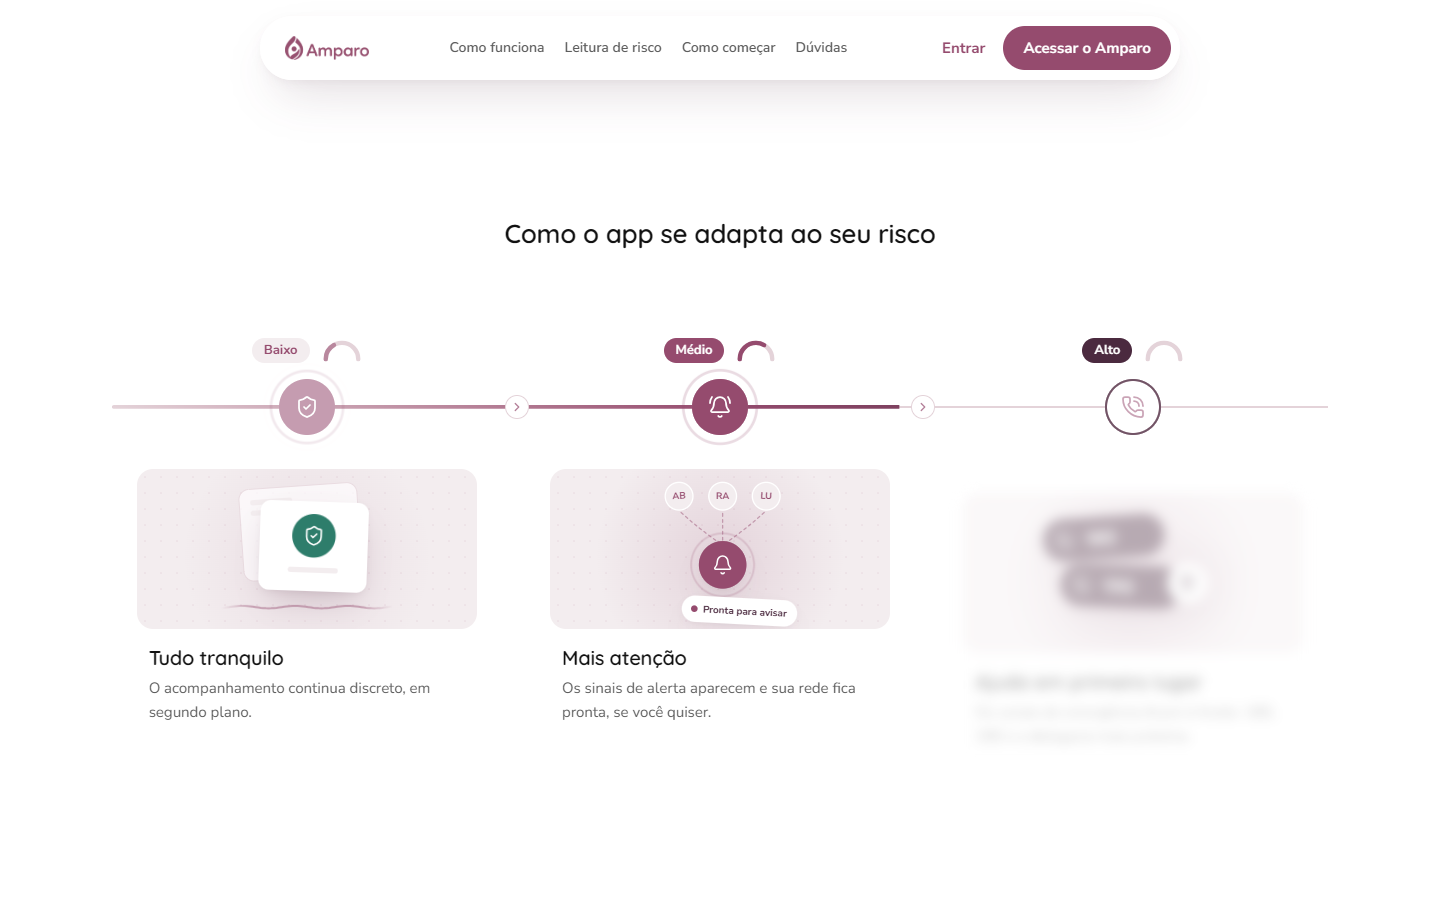 Amparo
Como funciona
Leitura de risco
Como começar
Dúvidas
Entrar
Acessar o Amparo
Como o app se adapta ao seu risco
Baixo
Médio
Alto
AB
RA
LU
Pronta para avisar
Tudo tranquilo
O acompanhamento continua discreto, em
segundo plano.
Mais atenção
Os sinais de alerta aparecem e sua rede fica
pronta, se você quiser.